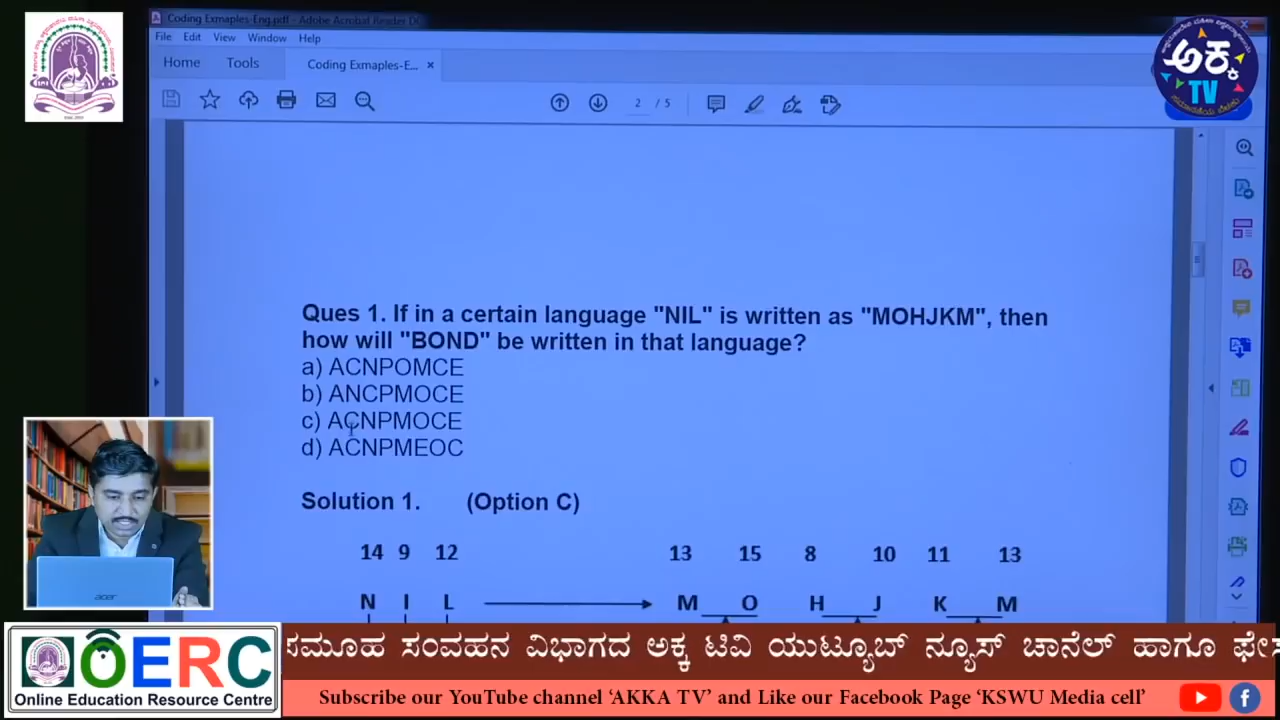 Coding Exmaples-Eng.pdf - Adobe Acrobat Reader DC
File Edit View Window Help
Home Tools Coding Exmaples-E... ×
2 / 5
ಅಕ್ಕ
TV
Ques 1. If in a certain language "NIL" is written as "MOHJKM", then
how will "BOND" be written in that language?
a) ACNPOMCE
b) ANCPMOCE
c) ACNPMOCE
d) ACNPMEOC
Solution 1. (Option C)
14 9 12 13 15 8 10 11 13
N I L M O H J K M
acer
OERC
Online Education Resource Centre
ಸಮೂಹ ಸಂವಹನ ವಿಭಾಗದ ಅಕ್ಕ ಟಿವಿ ಯುಟ್ಯೂಬ್ ನ್ಯೂಸ್ ಚಾನೆಲ್ ಹಾಗೂ ಫೇಸ
Subscribe our YouTube channel ‘AKKA TV’ and Like our Facebook Page ‘KSWU Media cell’